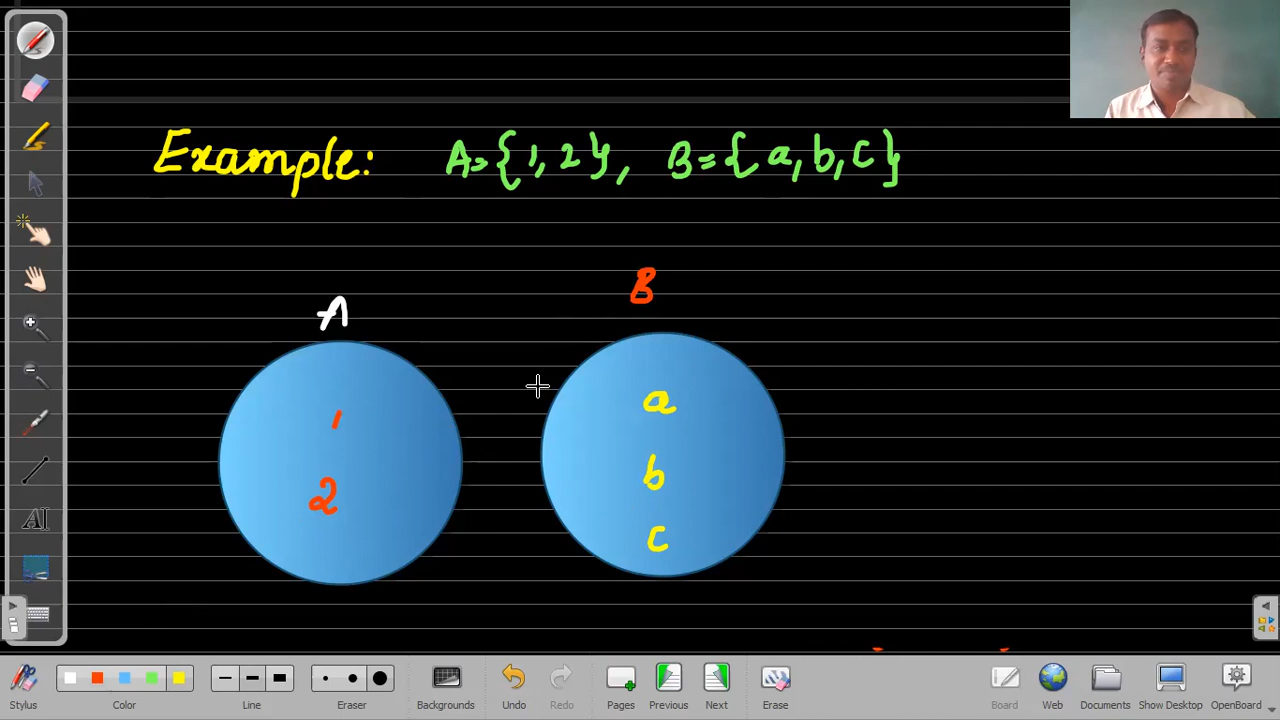 Example: A={1,2}, B={a,b,c}
A
B
1
2
a
b
c
Stylus
Color
Line
Eraser
Backgrounds
Undo
Redo
Pages
Previous
Next
Erase
Board
Web
Documents
Show Desktop
OpenBoard